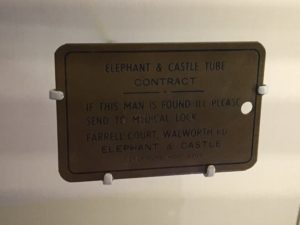 ELEPHANT & CASTLE TUBE
CONTRACT
IF THIS MAN IS FOUND ILL PLEASE
SEND TO MEDICAL LOCK
FARRELL COURT, WALWORTH RD
ELEPHANT & CASTLE